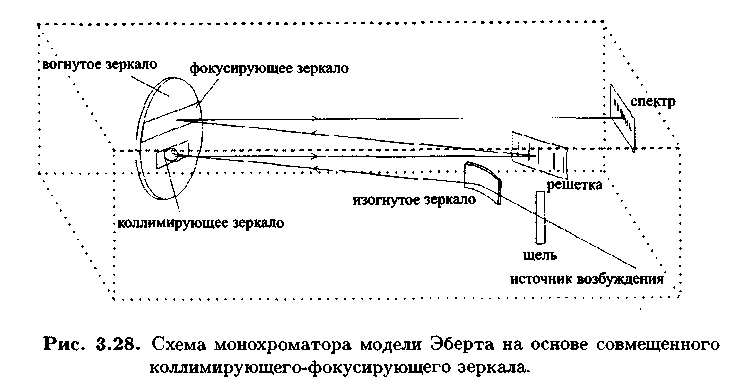 вогнутое зеркало
фокусирующее зеркало
спектр
решетка
изогнутое зеркало
коллимирующее зеркало
щель
источник возбуждения
Рис. 3.28. Схема монохроматора модели Эберта на основе совмещенного
коллимирующего-фокусирующего зеркала.